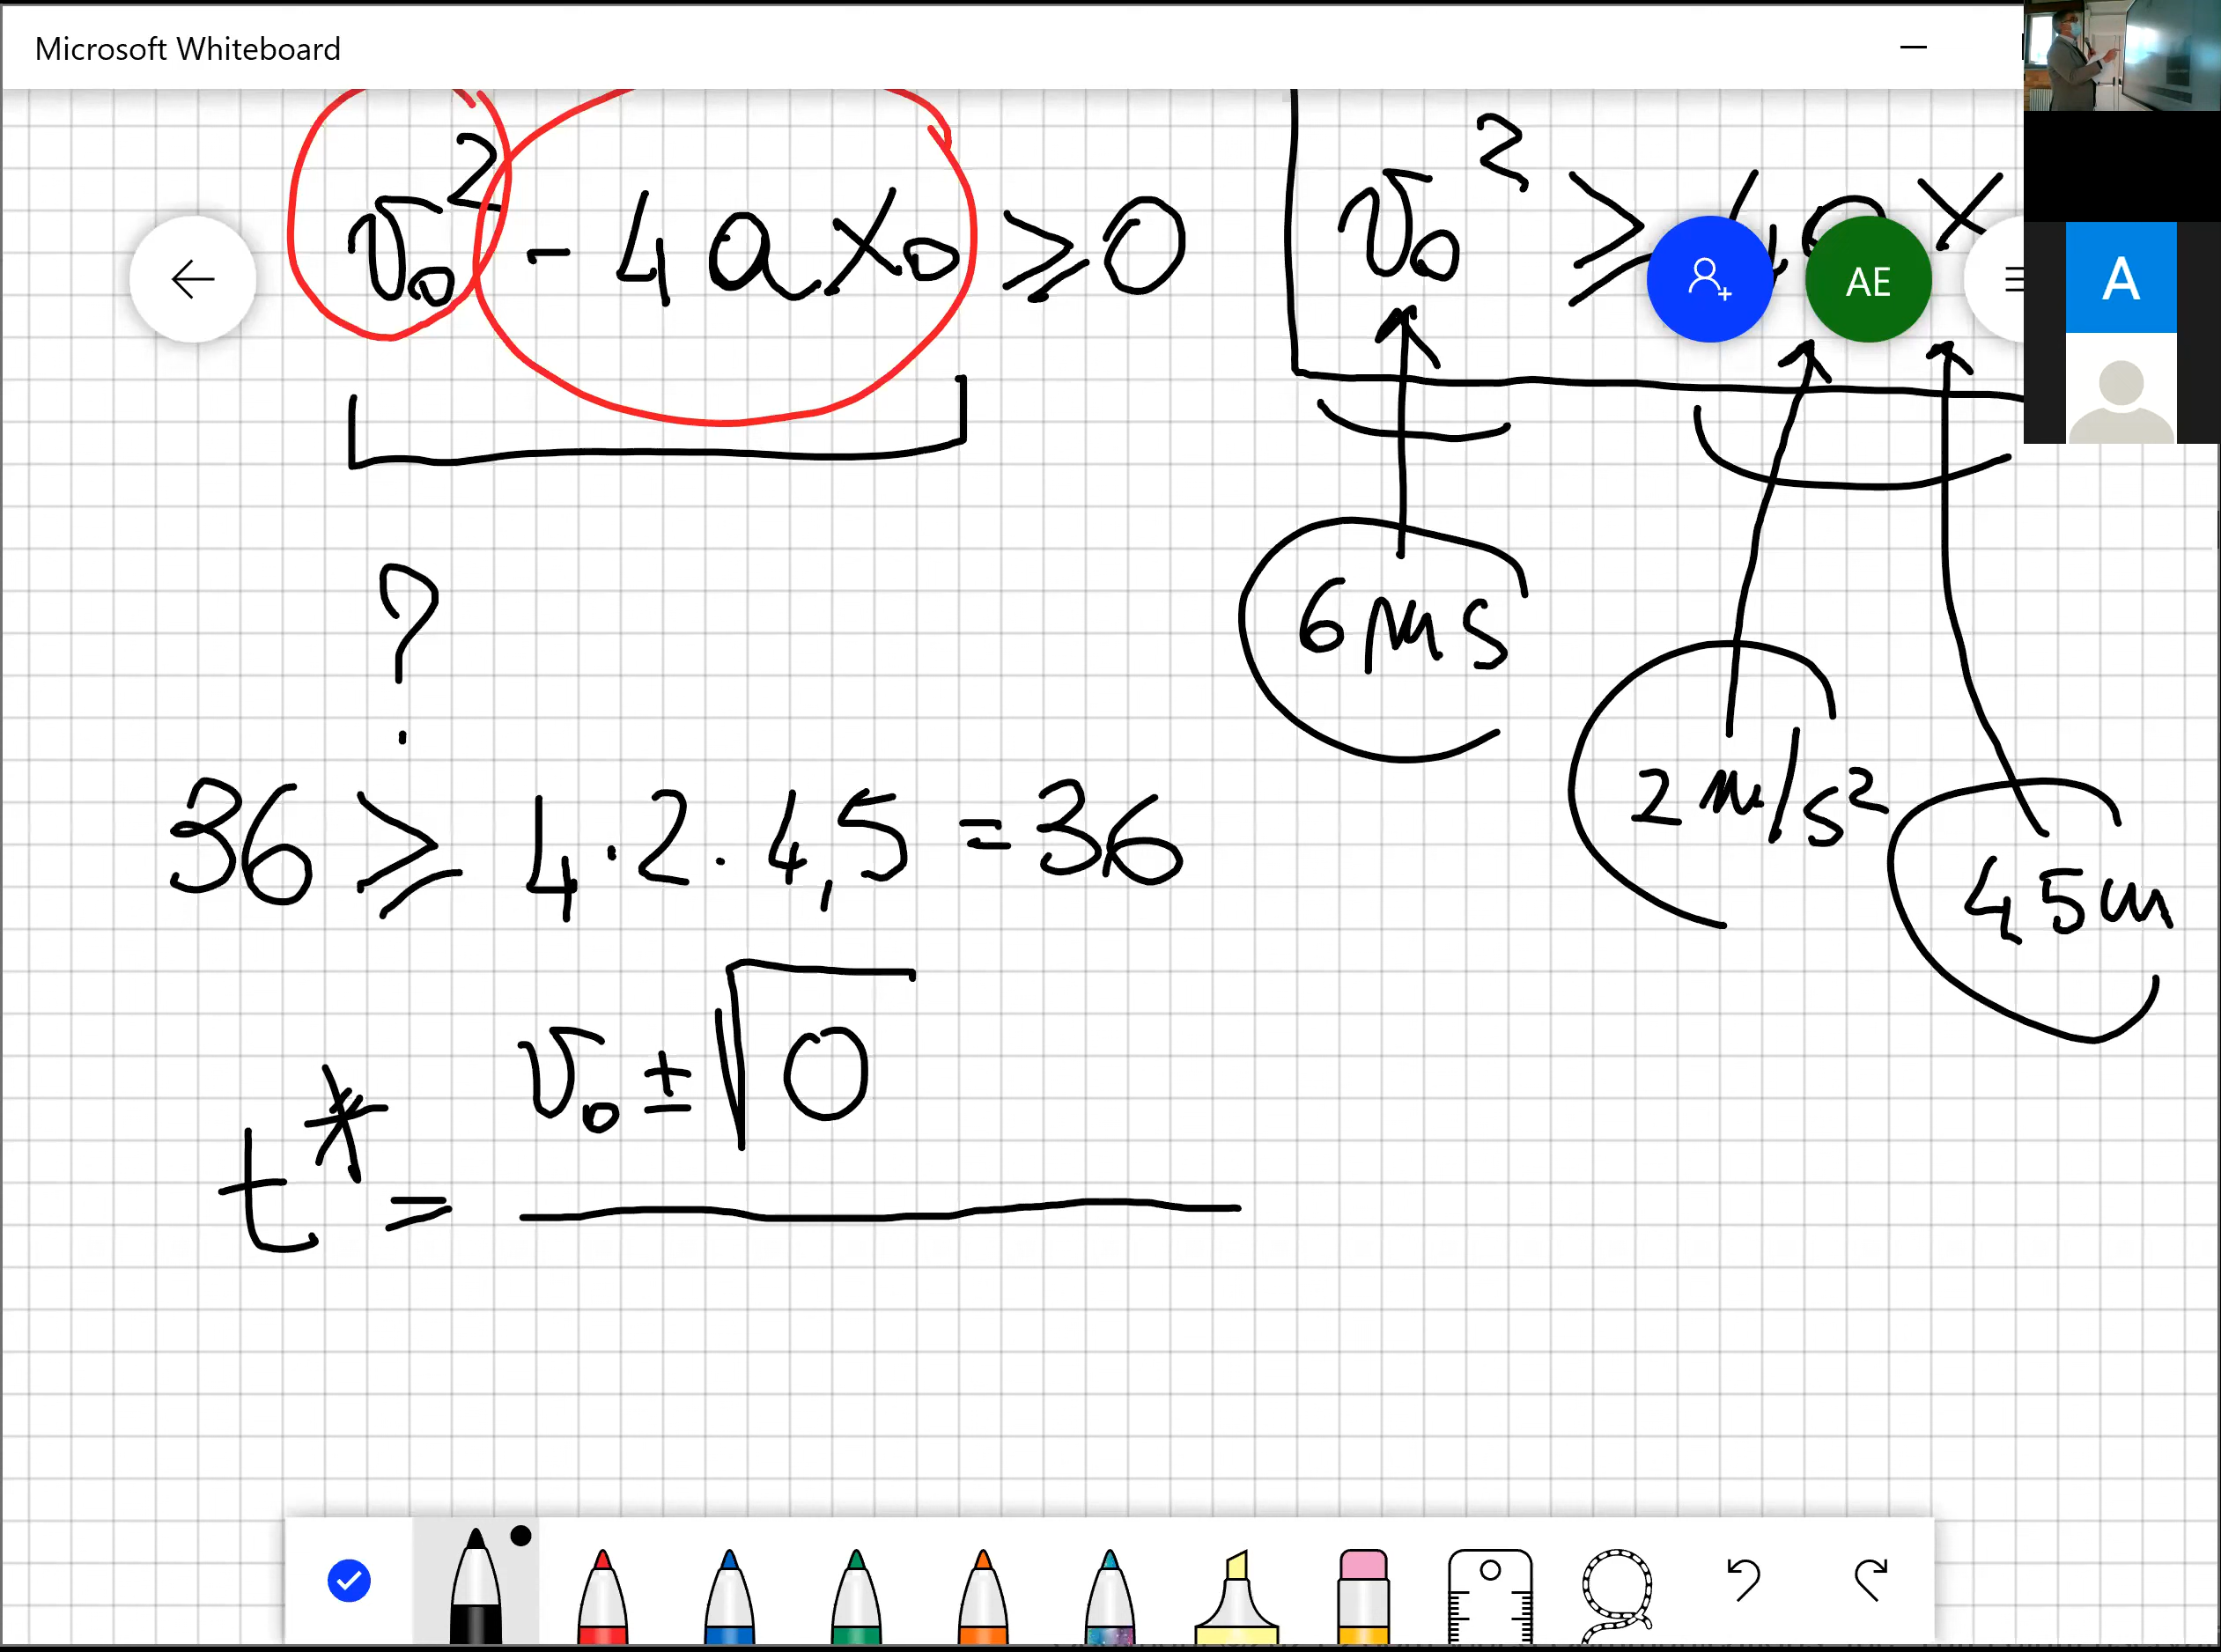 Microsoft Whiteboard
v₀² - 4ax₀ ≥ 0
v₀² ≥ 4ax
AE
A
?
6 m s
2 m/s²
4,5 m
36 ≥ 4 · 2 · 4,5 = 36
t* = v₀ ± √0